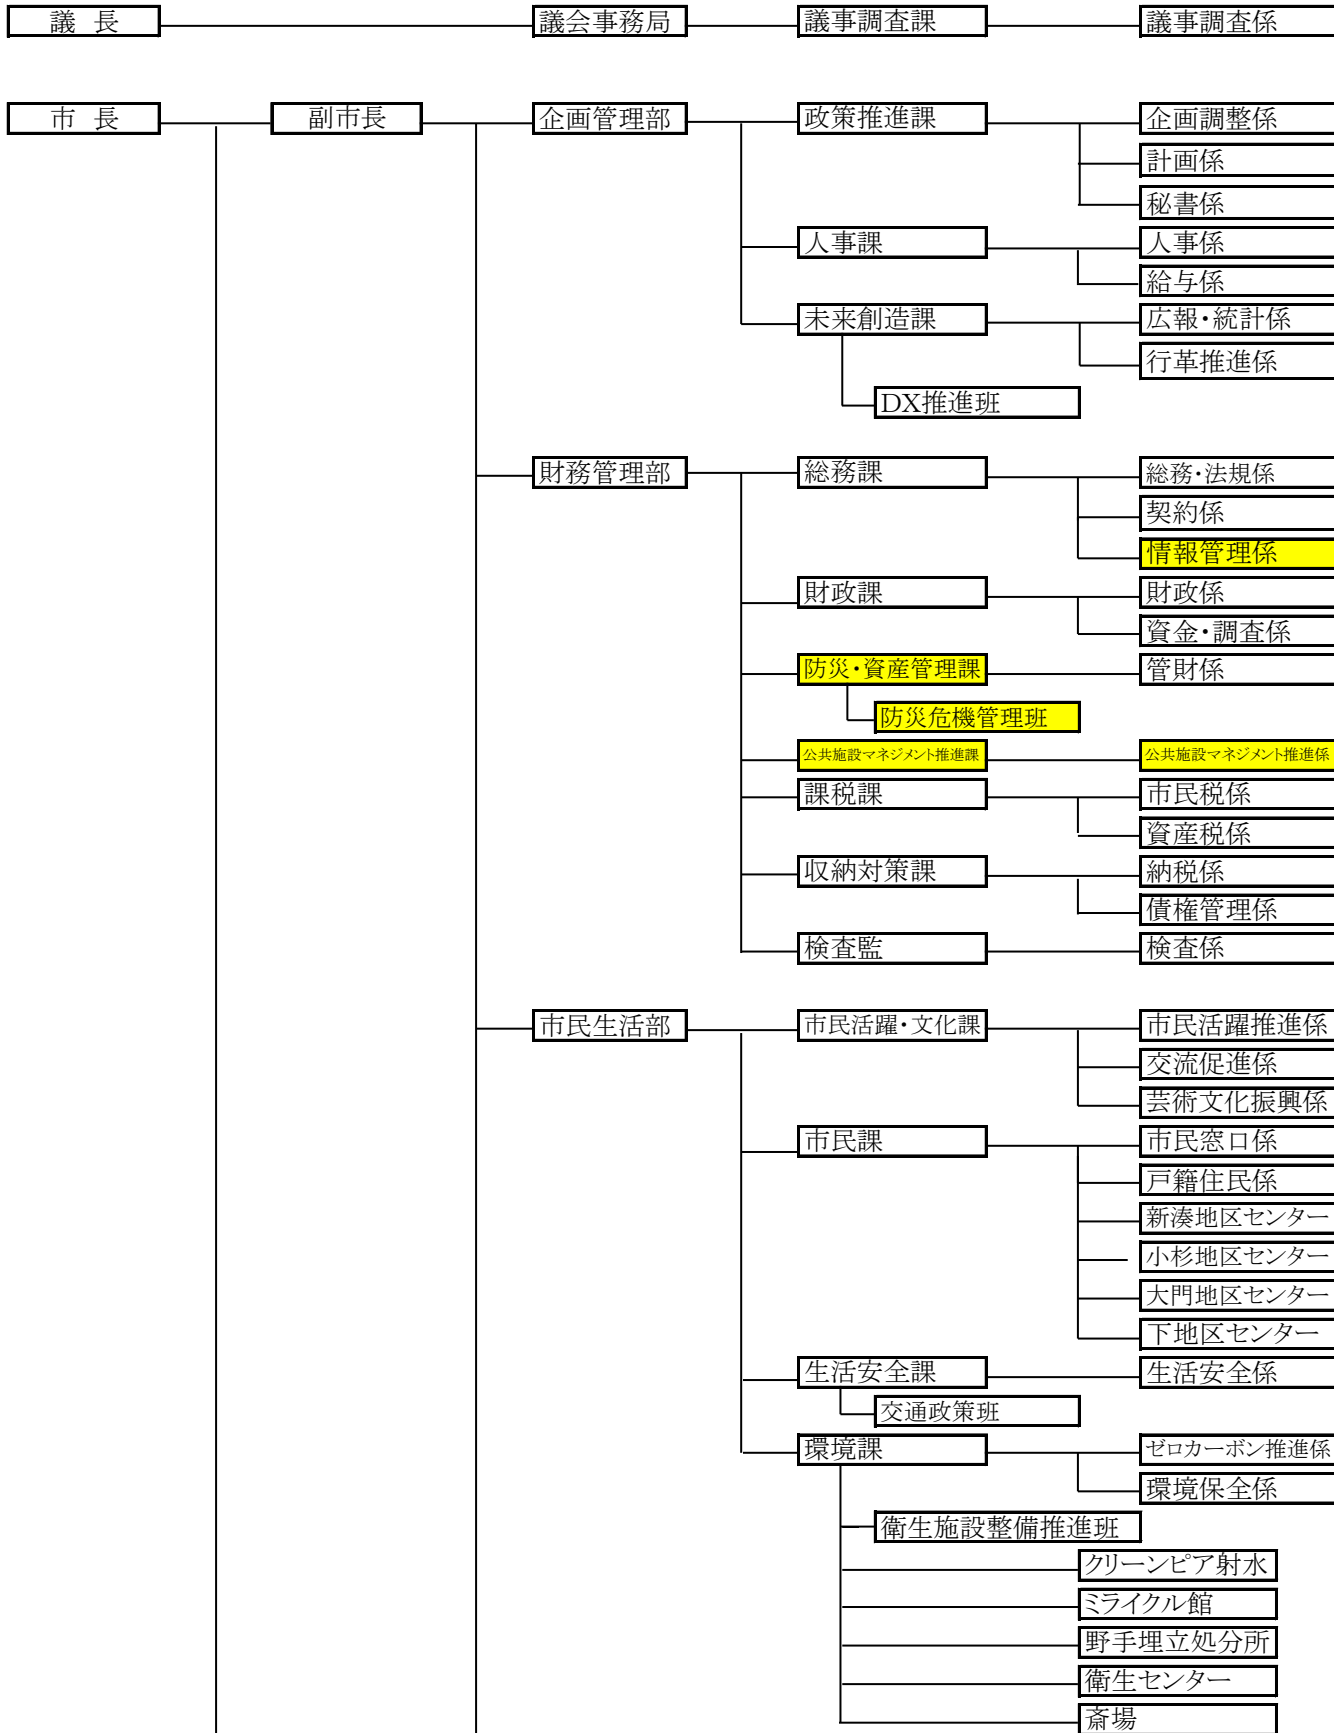 議 長 議会事務局 議事調査課 議事調査係
市 長 副市長 企画管理部 政策推進課 企画調整係
計画係
秘書係
人事課 人事係
給与係
未来創造課 広報・統計係
行革推進係
DX推進班
財務管理部 総務課 総務・法規係
契約係
情報管理係
財政課 財政係
資金・調査係
防災・資産管理課 管財係
防災危機管理班
公共施設マネジメント推進課 公共施設マネジメント推進係
課税課 市民税係
資産税係
収納対策課 納税係
債権管理係
検査監 検査係
市民生活部 市民活躍・文化課 市民活躍推進係
交流促進係
芸術文化振興係
市民課 市民窓口係
戸籍住民係
新湊地区センター
小杉地区センター
大門地区センター
下地区センター
生活安全課 生活安全係
交通政策班
環境課 ゼロカーボン推進係
環境保全係
衛生施設整備推進班
クリーンピア射水
ミライクル館
野手埋立処分所
衛生センター
斎場